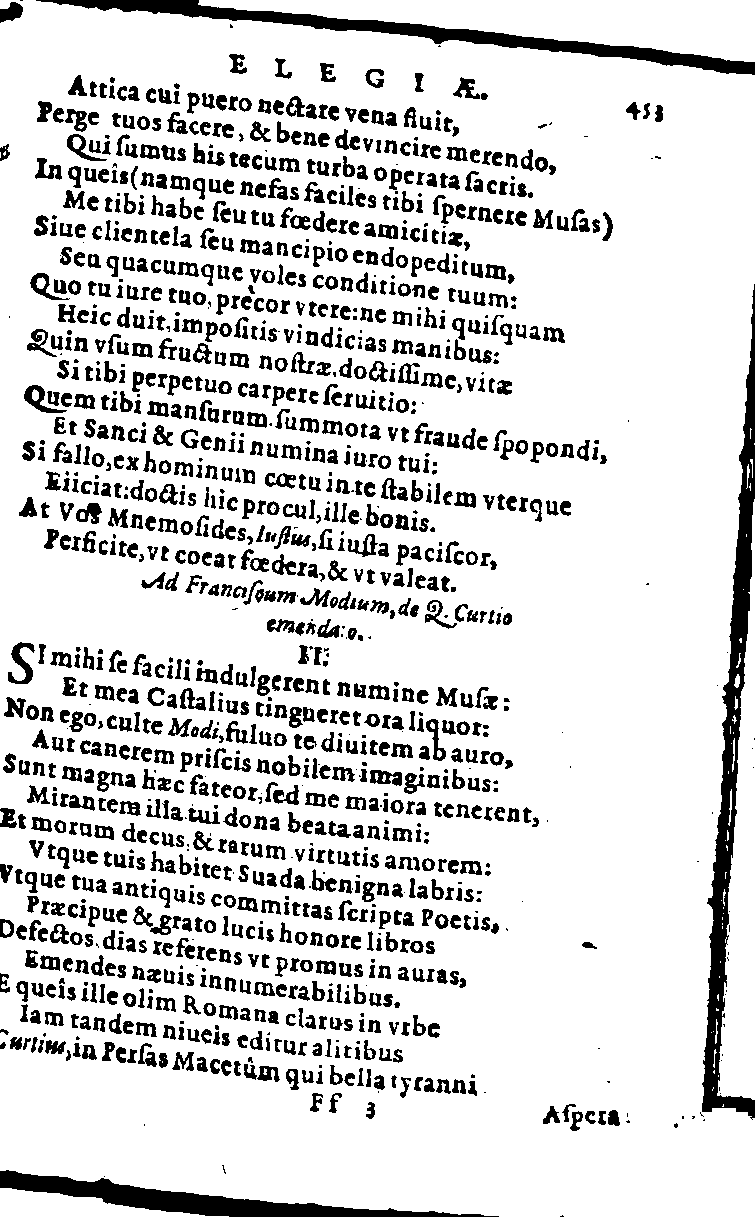 ELEGIÆ. 453
Attica cui puero nectare vena fluit,
Perge tuos facere, & bene devincire merendo,
Qui ſumus his tecum turba operata ſacris.
In queîs (namque nefas faciles tibi ſpernere Muſas)
Me tibi habe ſeu tu fœdere amicitiæ,
Siue clientela ſeu mancipio endopeditum,
Seu quacumque voles conditione tuum:
Quo tu iure tuo, precor vtere: ne mihi quiſquam
Heic duit, impoſitis vindicias manibus:
Quin vſum fructum noſtræ, doctiſſime, vitæ
Si tibi perpetuo carpere ſeruitio:
Quem tibi manſurum ſummota vt fraude ſpopondi,
Et Sanci & Genii numina iuro tui:
Si fallo, ex hominum cœtu inteſtabilem vterque
Eiiciat: doctis hic procul, ille bonis.
At Vos Mnemoſides, Iuſtius, ſi iuſta paciſcor,
Perficite, vt coeat fœdera, & vt valeat.
Ad Franciſcum Modium, de Q. Curtio
emendato.
II.
SI mihi ſe facili indulgerent numine Muſæ:
Et mea Caſtalius tingueret ora liquor:
Non ego, culte Modi, fuluo te diuitem ab auro,
Aut canerem priſcis nobilem imaginibus:
Sunt magna hæc fateor, ſed me maiora tenerent,
Mirantem illa tui dona beata animi:
Et morum decus, & rarum virtutis amorem:
Vtque tuis habitet Suada benigna labris:
Vtque tua antiquis committas ſcripta Poetis,
Præcipue & grato lucis honore libros
Defectos, dias referens vt promus in auras,
Emendes næuis innumerabilibus.
E queîs ille olim Romana clarus in vrbe
Iam tandem niueis editur alitibus
Curtius, in Perſas Macetûm qui bella tyranni
Ff 3 Aſpera